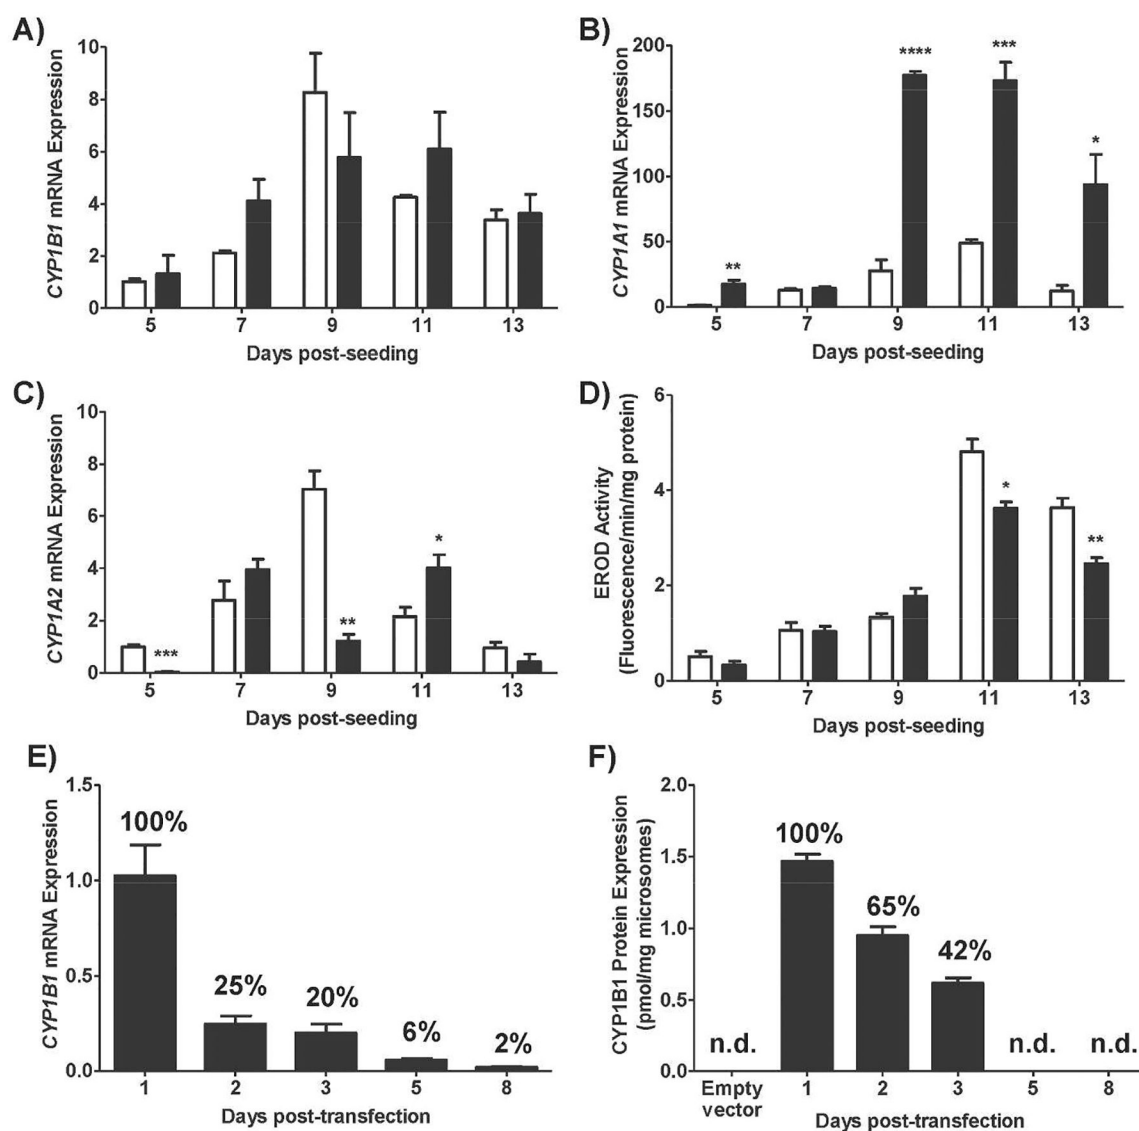 A)
CYP1B1 mRNA Expression
10
8
6
4
2
0
5 7 9 11 13
Days post-seeding
B)
CYP1A1 mRNA Expression
200
150
100
50
0
** **** *** *
5 7 9 11 13
Days post-seeding
C)
CYP1A2 mRNA Expression
10
8
6
4
2
0
*** ** *
5 7 9 11 13
Days post-seeding
D)
EROD Activity
(Fluorescence/min/mg protein)
6
4
2
0
* **
5 7 9 11 13
Days post-seeding
E)
CYP1B1 mRNA Expression
1.5
1.0
0.5
0.0
100% 25% 20% 6% 2%
1 2 3 5 8
Days post-transfection
F)
CYP1B1 Protein Expression
(pmol/mg microsomes)
2.0
1.5
1.0
0.5
0.0
n.d. 100% 65% 42% n.d. n.d.
Empty
vector
1 2 3 5 8
Days post-transfection